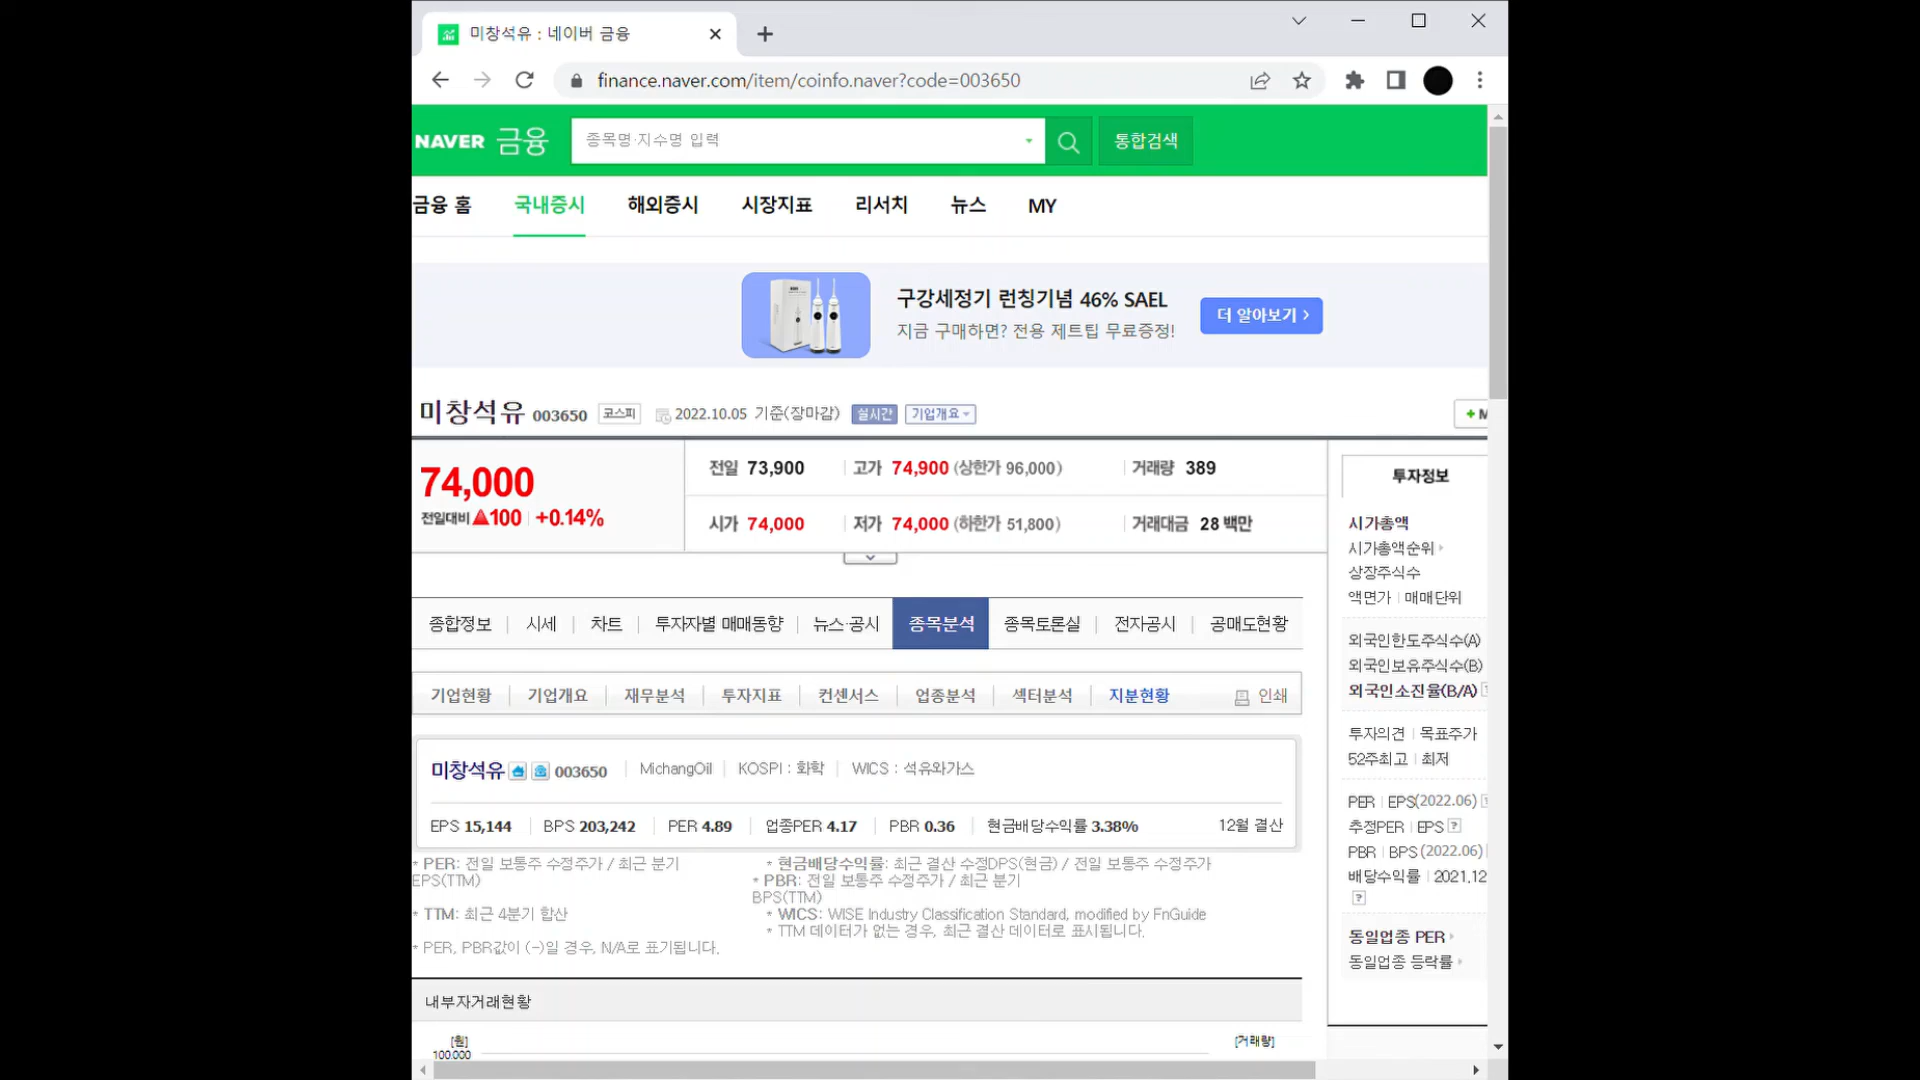 미창석유 : 네이버 금융
finance.naver.com/item/coinfo.naver?code=003650
NAVER 금융 종목명·지수명 입력 통합검색
금융 홈 국내증시 해외증시 시장지표 리서치 뉴스 MY
구강세정기 런칭기념 46% SAEL
지금 구매하면? 전용 제트팁 무료증정!
더 알아보기 >
미창석유 003650 코스피 2022.10.05 기준(장마감) 실시간 기업개요
+ M
74,000
전일대비 ▲100 +0.14%
전일 73,900 고가 74,900 (상한가 96,000) 거래량 389
시가 74,000 저가 74,000 (하한가 51,800) 거래대금 28 백만
종합정보 시세 차트 투자자별 매매동향 뉴스·공시 종목분석 종목토론실 전자공시 공매도현황
기업현황 기업개요 재무분석 투자지표 컨센서스 업종분석 섹터분석 지분현황 인쇄
미창석유 003650 MichangOil KOSPI : 화학 WICS : 석유와가스
EPS 15,144 BPS 203,242 PER 4.89 업종PER 4.17 PBR 0.36 현금배당수익률 3.38% 12월 결산
* PER: 전일 보통주 수정주가 / 최근 분기
EPS(TTM)
* TTM: 최근 4분기 합산
* PER, PBR값이 (-)일 경우, N/A로 표기됩니다.
* 현금배당수익률: 최근 결산 수정DPS(현금) / 전일 보통주 수정주가
* PBR: 전일 보통주 수정주가 / 최근 분기
BPS(TTM)
* WICS: WISE Industry Classification Standard, modified by FnGuide
* TTM 데이터가 없는 경우, 최근 결산 데이터로 표시됩니다.
내부자거래현황
[원] [거래량]
100,000
투자정보
시가총액
시가총액순위
상장주식수
액면가 | 매매단위
외국인한도주식수(A)
외국인보유주식수(B)
외국인소진율(B/A)
투자의견 | 목표주가
52주최고 | 최저
PER | EPS(2022.06)
추정PER | EPS ?
PBR | BPS (2022.06)
배당수익률 | 2021.12
?
동일업종 PER
동일업종 등락률